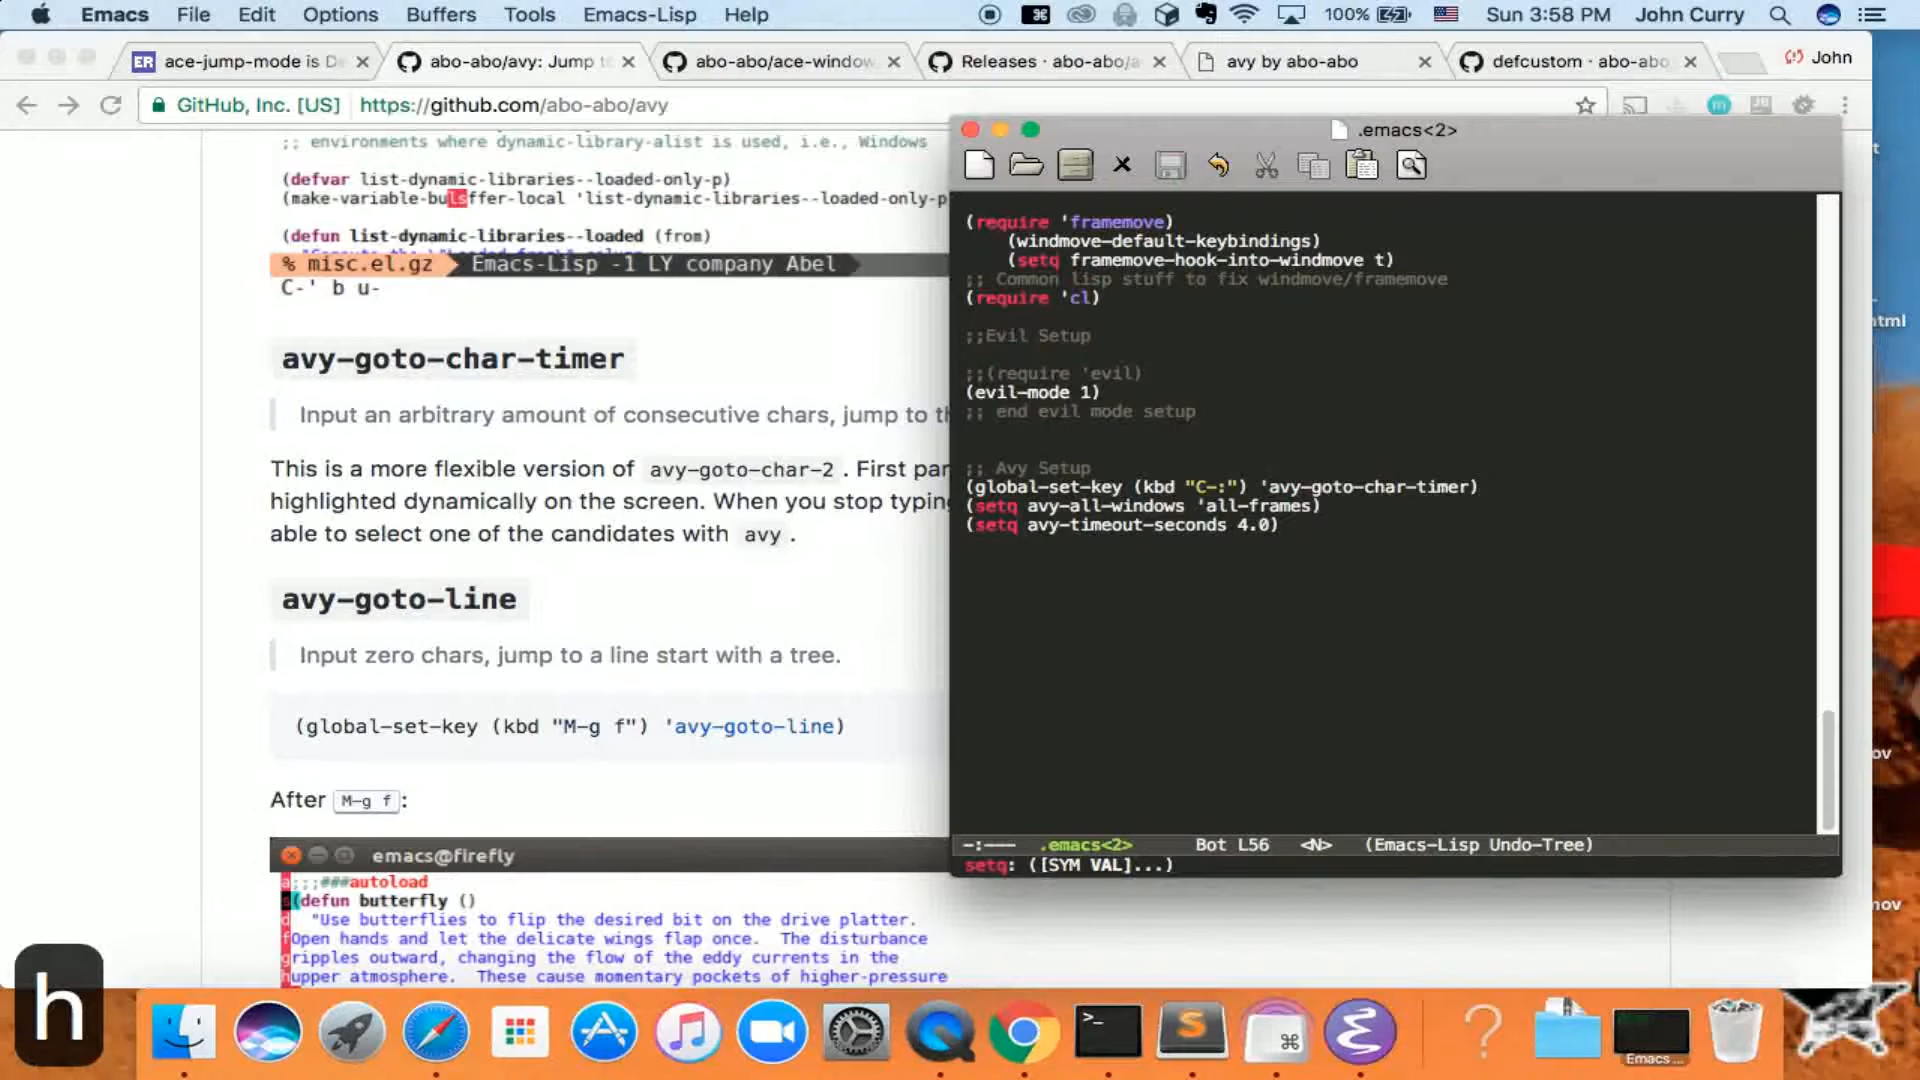 Emacs File Edit Options Buffers Tools Emacs-Lisp Help 100% Sun 3:58 PM John Curry
ER ace-jump-mode is D
abo-abo/avy: Jump t
abo-abo/ace-window
Releases · abo-abo/a
avy by abo-abo
defcustom · abo-abo
John
GitHub, Inc. [US] https://github.com/abo-abo/avy
;; environments where dynamic-library-alist is used, i.e., Windows
(defvar list-dynamic-libraries--loaded-only-p)
(make-variable-bulsffer-local 'list-dynamic-libraries--loaded-only-p
(defun list-dynamic-libraries--loaded (from)
% misc.el.gz Emacs-Lisp -1 LY company Abel
C-' b u-
avy-goto-char-timer
Input an arbitrary amount of consecutive chars, jump to th
This is a more flexible version of avy-goto-char-2 . First par
highlighted dynamically on the screen. When you stop typing
able to select one of the candidates with avy .
avy-goto-line
Input zero chars, jump to a line start with a tree.
(global-set-key (kbd "M-g f") 'avy-goto-line)
After M-g f :
emacs@firefly
a;;;###autoload
s(defun butterfly ()
d "Use butterflies to flip the desired bit on the drive platter.
fOpen hands and let the delicate wings flap once. The disturbance
gripples outward, changing the flow of the eddy currents in the
hupper atmosphere. These cause momentary pockets of higher-pressure
.emacs<2>
(require 'framemove)
(windmove-default-keybindings)
(setq framemove-hook-into-windmove t)
;; Common lisp stuff to fix windmove/framemove
(require 'cl)
;;Evil Setup
;;(require 'evil)
(evil-mode 1)
;; end evil mode setup
;; Avy Setup
(global-set-key (kbd "C-:") 'avy-goto-char-timer)
(setq avy-all-windows 'all-frames)
(setq avy-timeout-seconds 4.0)
-:--- .emacs<2> Bot L56 <N> (Emacs-Lisp Undo-Tree)
setq: ([SYM VAL]...)
html
ov
mov
h
Emacs ...